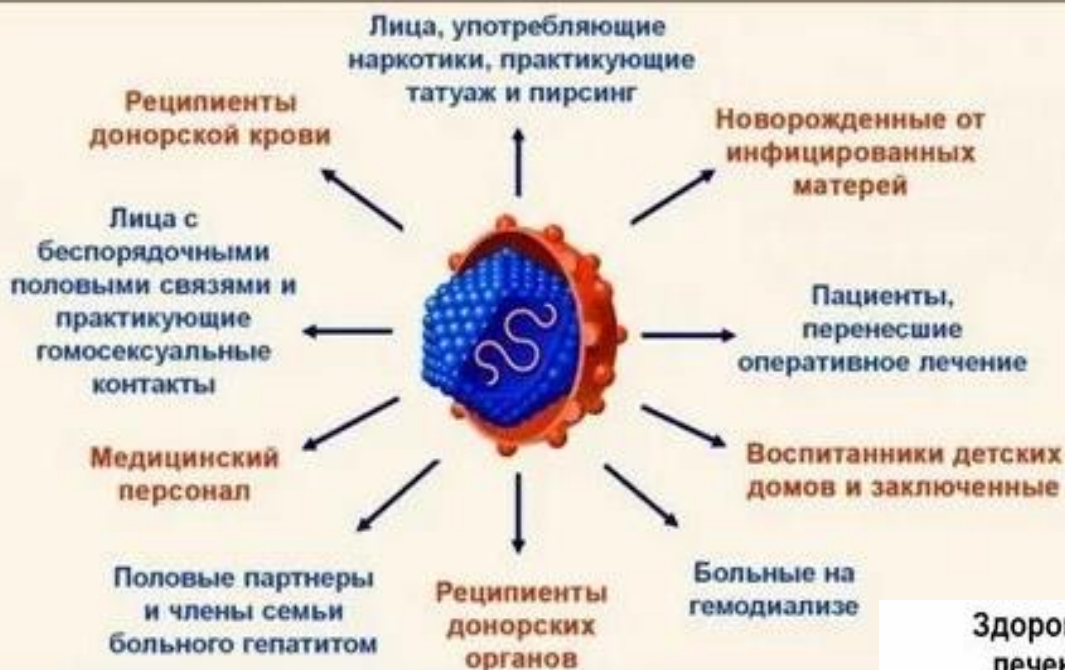 Лица, употребляющие
наркотики, практикующие
татуаж и пирсинг
Реципиенты
донорской крови
Новорожденные от
инфицированных
матерей
Лица с
беспорядочными
половыми связями и
практикующие
гомосексуальные
контакты
Пациенты,
перенесшие
оперативное лечение
Медицинский
персонал
Воспитанники детских
домов и заключенные
Половые партнеры
и члены семьи
больного гепатитом
Реципиенты
донорских
органов
Больные на
гемодиализе